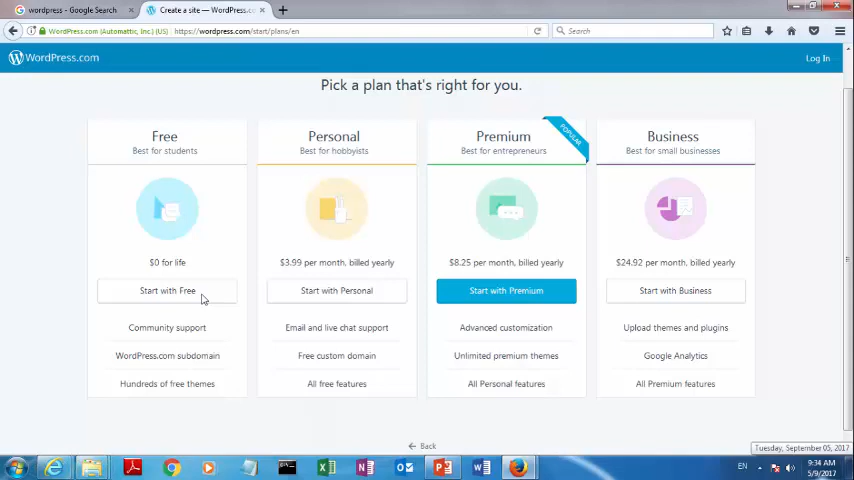 wordpress - Google Search
Create a site — WordPress.c
WordPress.com (Automattic, Inc.) (US)
https://wordpress.com/start/plans/en
Search
WordPress.com
Log In
Pick a plan that's right for you.
Free
Best for students
$0 for life
Start with Free
Community support
WordPress.com subdomain
Hundreds of free themes
Personal
Best for hobbyists
$3.99 per month, billed yearly
Start with Personal
Email and live chat support
Free custom domain
All free features
POPULAR
Premium
Best for entrepreneurs
$8.25 per month, billed yearly
Start with Premium
Advanced customization
Unlimited premium themes
All Personal features
Business
Best for small businesses
$24.92 per month, billed yearly
Start with Business
Upload themes and plugins
Google Analytics
All Premium features
Back
Tuesday, September 05, 2017
EN
9:34 AM
5/9/2017